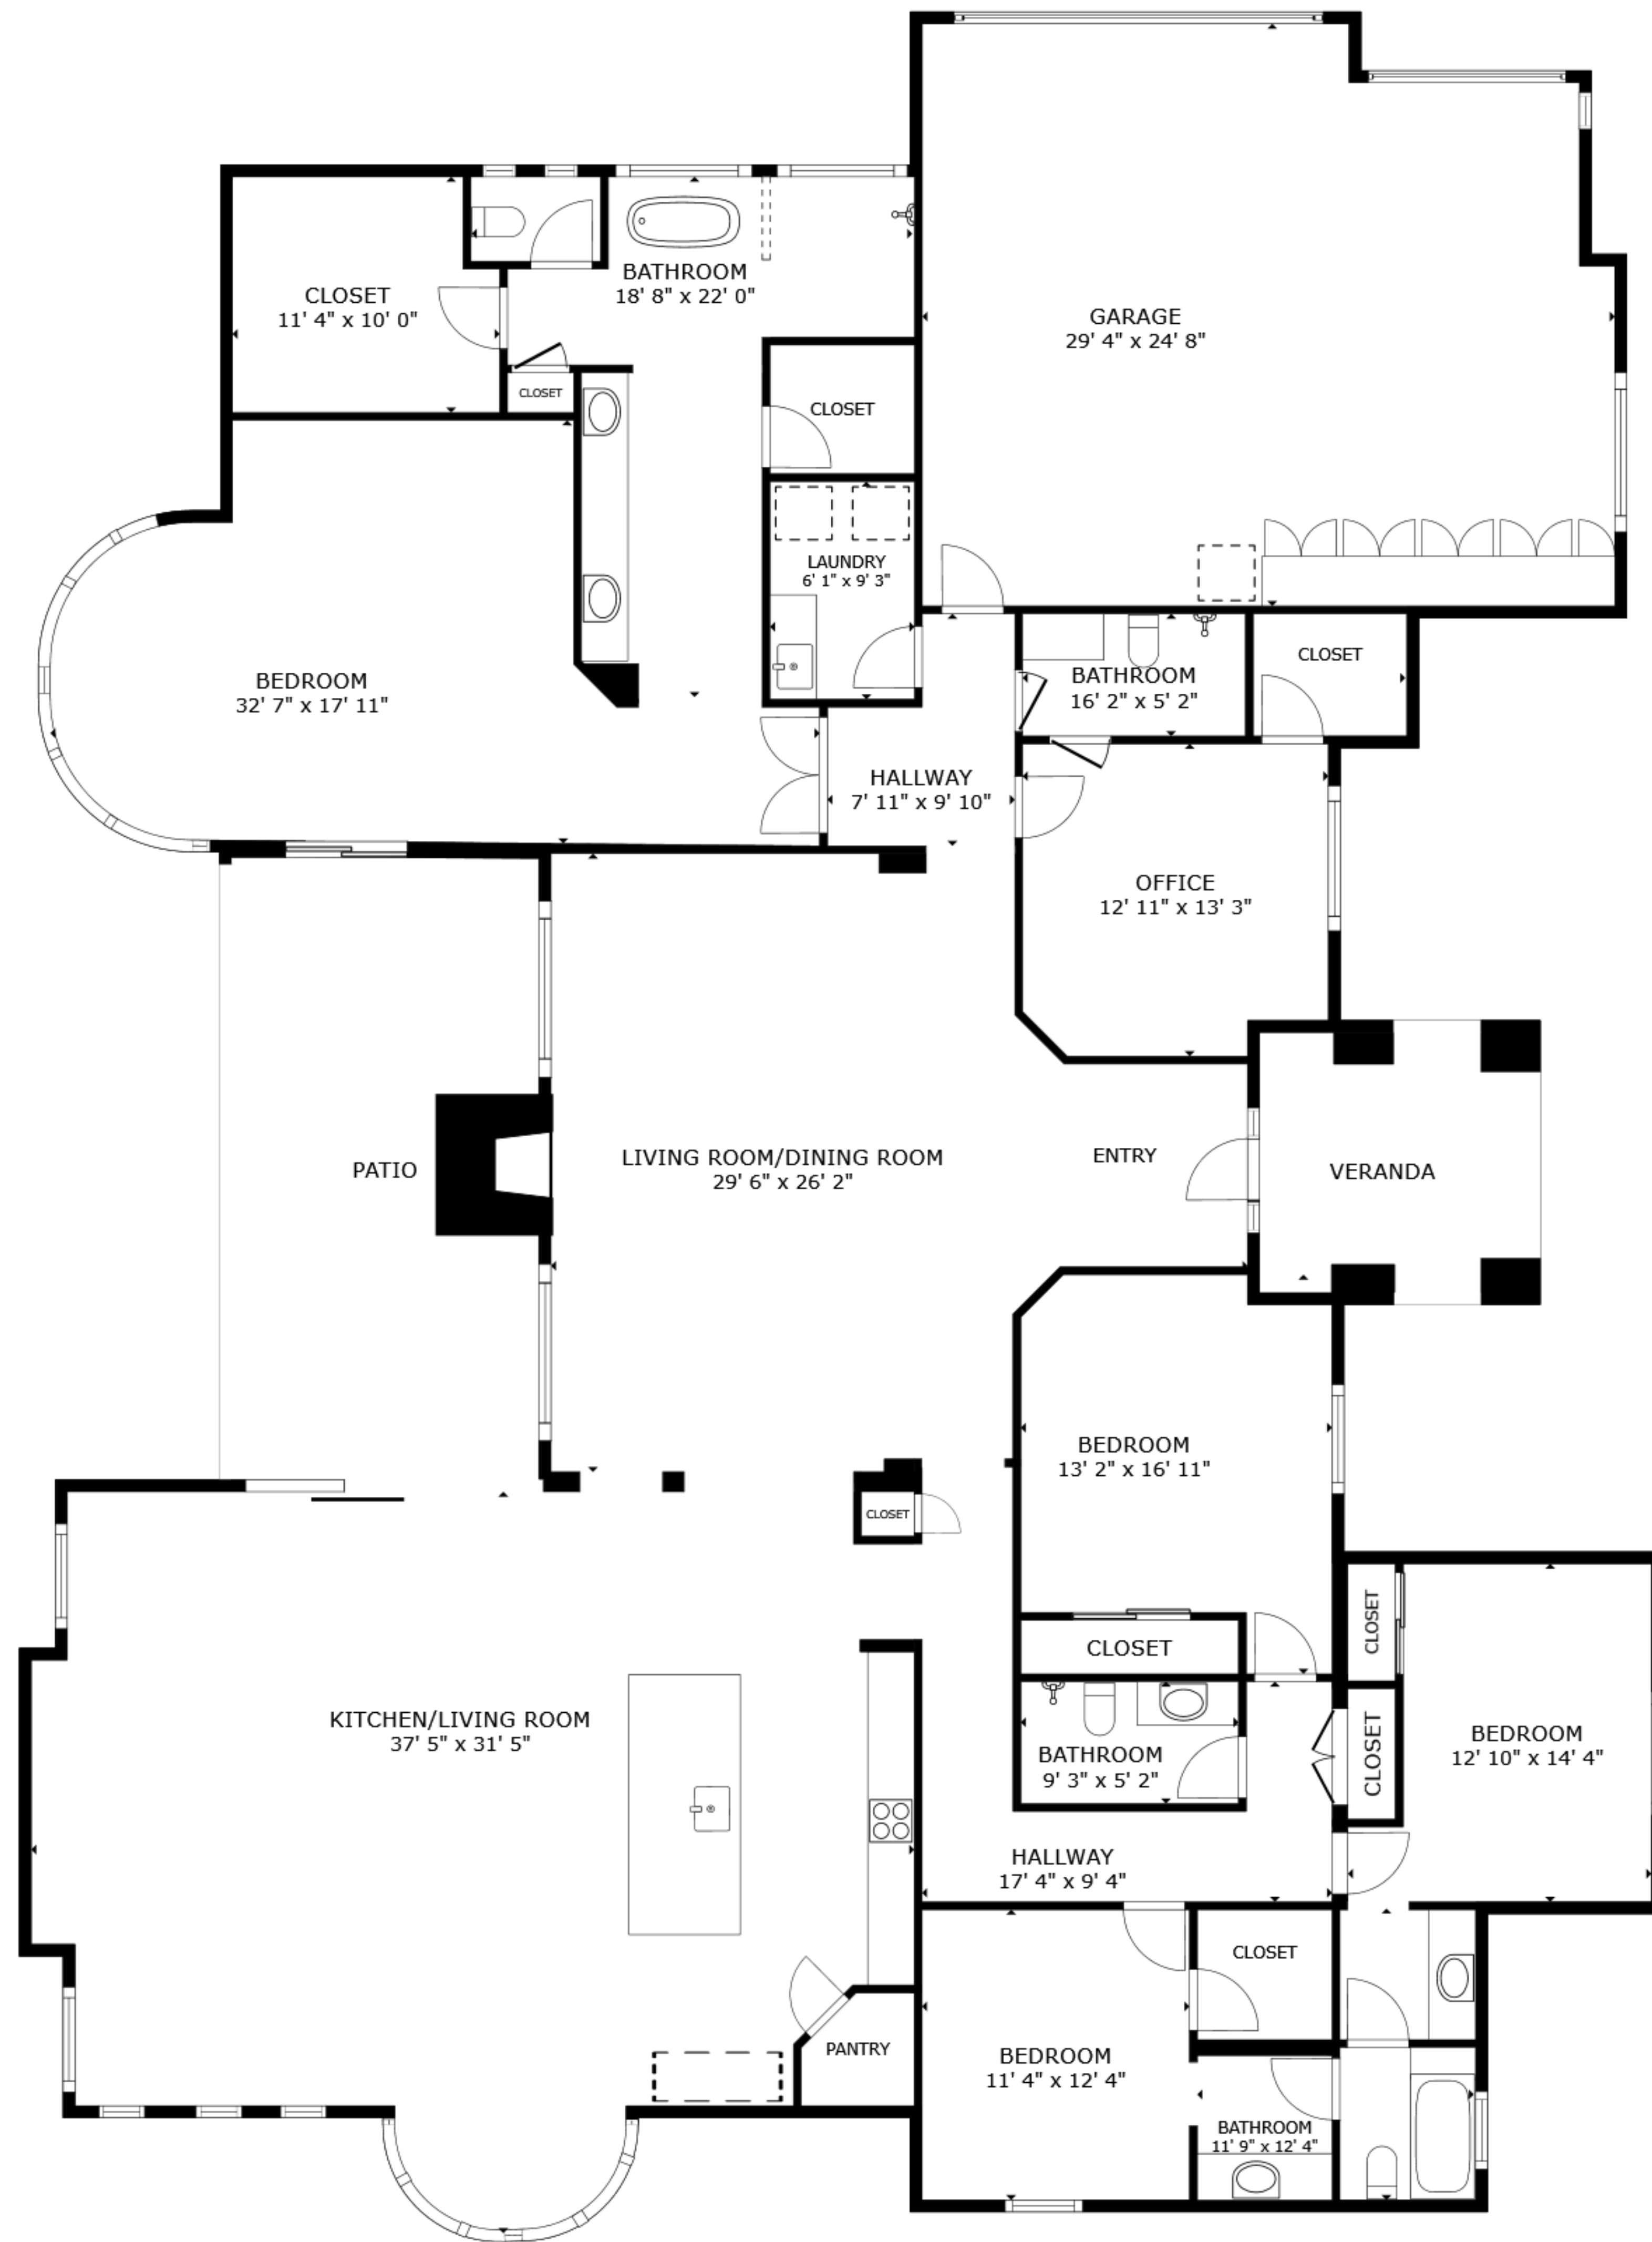 GARAGE
29' 4" x 24' 8"
BATHROOM
18' 8" x 22' 0"
CLOSET
11' 4" x 10' 0"
CLOSET
CLOSET
LAUNDRY
6' 1" x 9' 3"
BEDROOM
32' 7" x 17' 11"
BATHROOM
16' 2" x 5' 2"
CLOSET
HALLWAY
7' 11" x 9' 10"
OFFICE
12' 11" x 13' 3"
PATIO
LIVING ROOM/DINING ROOM
29' 6" x 26' 2"
ENTRY
VERANDA
BEDROOM
13' 2" x 16' 11"
CLOSET
CLOSET
CLOSET
CLOSET
KITCHEN/LIVING ROOM
37' 5" x 31' 5"
BATHROOM
9' 3" x 5' 2"
BEDROOM
12' 10" x 14' 4"
HALLWAY
17' 4" x 9' 4"
CLOSET
PANTRY
BEDROOM
11' 4" x 12' 4"
BATHROOM
11' 9" x 12' 4"